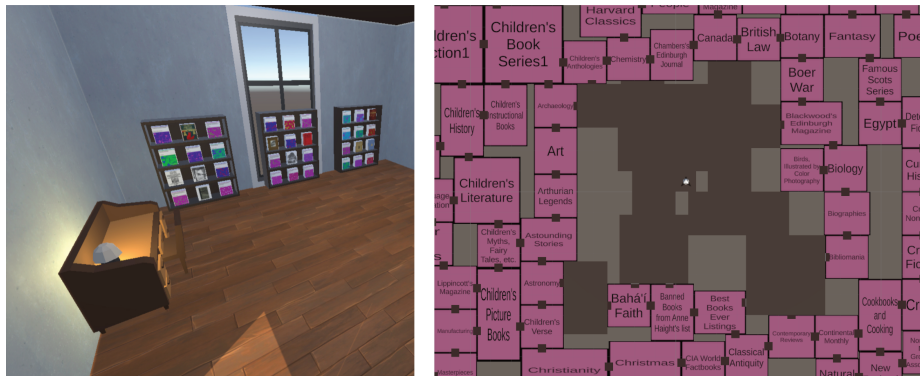 Harvard
Classics
Magazine
Children's
Book
Series1
Children's
Anthologies
Chemistry
Chambers's
Edinburgh
Journal
Canada
British
Law
Botany
Fantasy
Archaeology
Children's
Instructional
Books
Children's
History
Boer
War
Famous
Scots
Series
Blackwood's
Edinburgh
Magazine
Egypt
Art
Birds,
Illustrated by
Color
Photography
Biology
Children's
Literature
Arthurian
Legends
Biographies
Children's
Myths, Fairy
Tales, etc.
Astounding
Stories
Bibliomania
Lippincott's
Magazine
Astronomy
Children's
Picture
Books
Bahá'í
Faith
Banned
Books
from Anne
Haight's list
Best
Books
Ever
Listings
Cookbooks
and
Cooking
Manufacturing
Children's
Verse
Contemporary
Reviews
Continental
Monthly
Masterpieces
Christianity
Christmas
CIA World
Factbooks
Classical
Antiquity
Natural
New